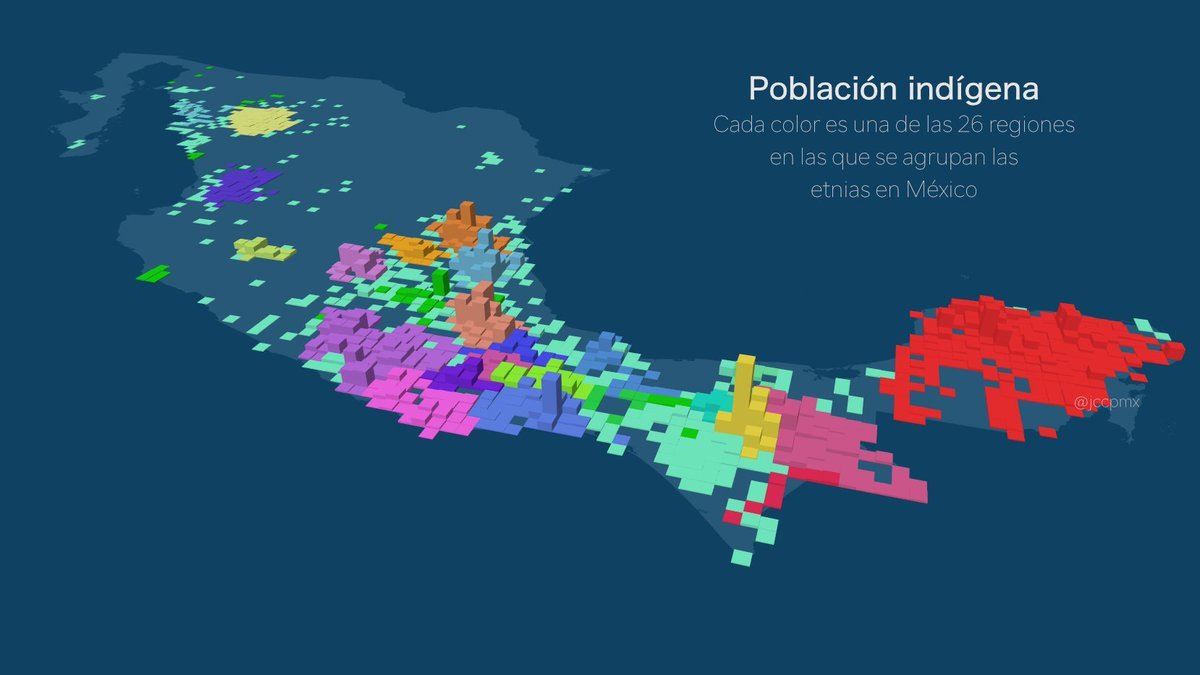 Población indígena
Cada color es una de las 26 regiones
en las que se agrupan las
etnias en México
@jccpmx